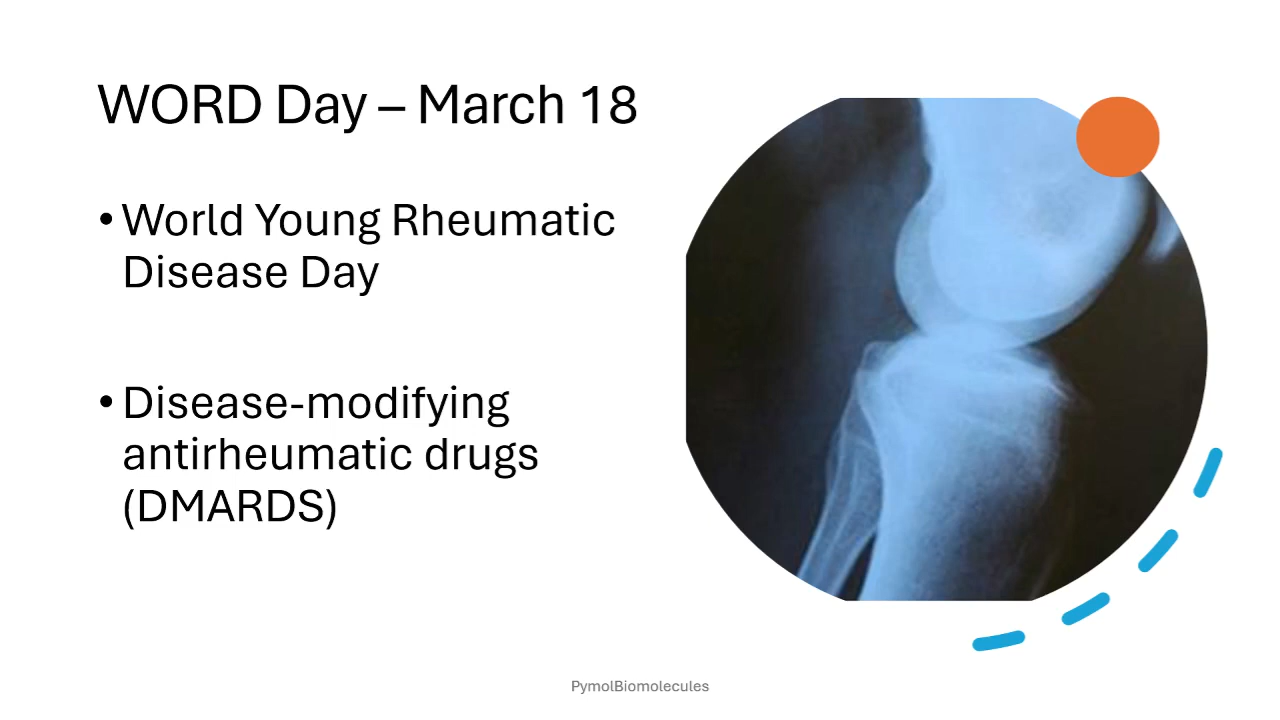 WORD Day – March 18
• World Young Rheumatic
Disease Day
• Disease-modifying
antirheumatic drugs
(DMARDS)
PymolBiomolecules